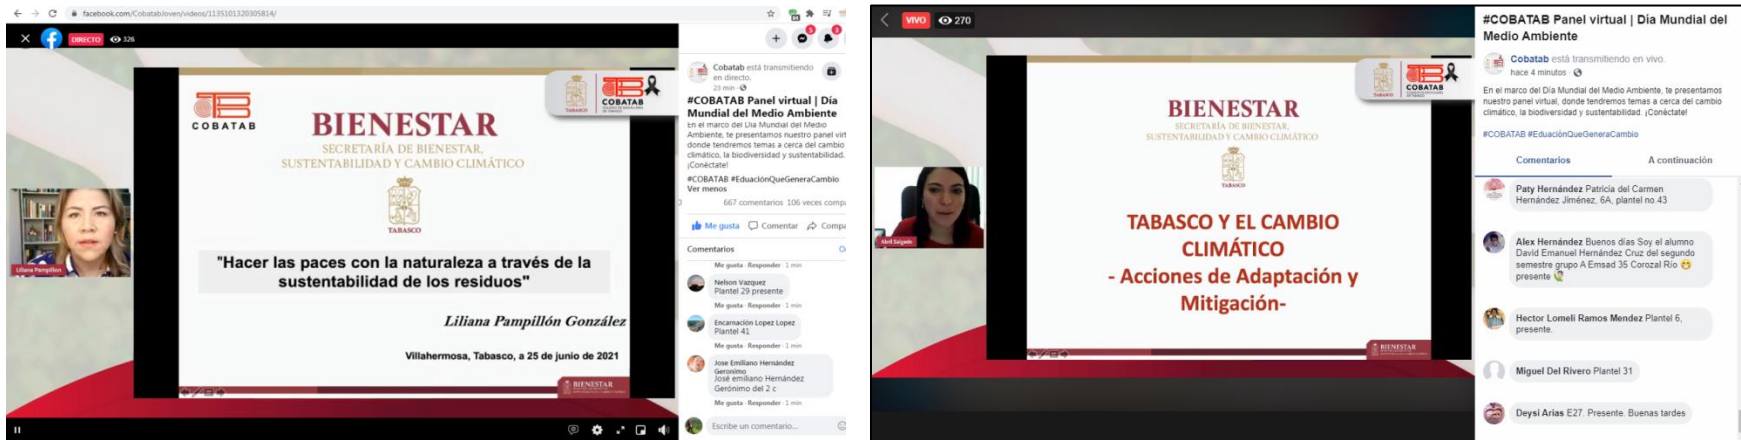 facebook.com/CobatabJoven/videos/1135101320305814/
DIRECTO 326
COBATAB
TABASCO
COBATAB
BIENESTAR
SECRETARÍA DE BIENESTAR,
SUSTENTABILIDAD Y CAMBIO CLIMÁTICO
TABASCO
"Hacer las paces con la naturaleza a través de la
sustentabilidad de los residuos"
Liliana Pampillón González
Villahermosa, Tabasco, a 25 de junio de 2021
BIENESTAR
Liliana Pampillon
Cobatab está transmitiendo
en directo.
23 min
#COBATAB Panel virtual | Día
Mundial del Medio Ambiente
En el marco del Día Mundial del Medio
Ambiente, te presentamos nuestro panel virt
donde tendremos temas a cerca del cambio
climático, la biodiversidad y sustentabilidad.
¡Conéctate!
#COBATAB #EduaciónQueGeneraCambio
Ver menos
667 comentarios 106 veces compa
Me gusta Comentar Compa
Comentarios
Me gusta · Responder · 1 min
Nelson Vazquez
Plantel 29 presente
Me gusta · Responder · 1 min
Encarnación Lopez Lopez
Plantel 41
Me gusta · Responder · 1 min
Jose Emiliano Hernández
Geronimo
José emiliano Hernández
Gerónimo del 2 c
Me gusta · Responder · 1 min
Escribe un comentario...
VIVO 270
TABASCO
COBATAB
BIENESTAR
SECRETARÍA DE BIENESTAR,
SUSTENTABILIDAD Y CAMBIO CLIMÁTICO
TABASCO
TABASCO Y EL CAMBIO
CLIMÁTICO
- Acciones de Adaptación y
Mitigación-
BIENESTAR
Abril Salgado
#COBATAB Panel virtual | Día Mundial del
Medio Ambiente
Cobatab está transmitiendo en vivo.
hace 4 minutos
En el marco del Día Mundial del Medio Ambiente, te presentamos
nuestro panel virtual, donde tendremos temas a cerca del cambio
climático, la biodiversidad y sustentabilidad. ¡Conéctate!
#COBATAB #EduaciónQueGeneraCambio
Comentarios A continuación
Paty Hernández Patricia del Carmen
Hernández Jiménez, 6A, plantel no.43
Alex Hernández Buenos días Soy el alumno
David Emanuel Hernández Cruz del segundo
semestre grupo A Emsad 35 Corozal Río 😁
presente 🙋
Hector Lomeli Ramos Mendez Plantel 6,
presente.
Miguel Del Rivero Plantel 31
Deysi Arias E27. Presente. Buenas tardes